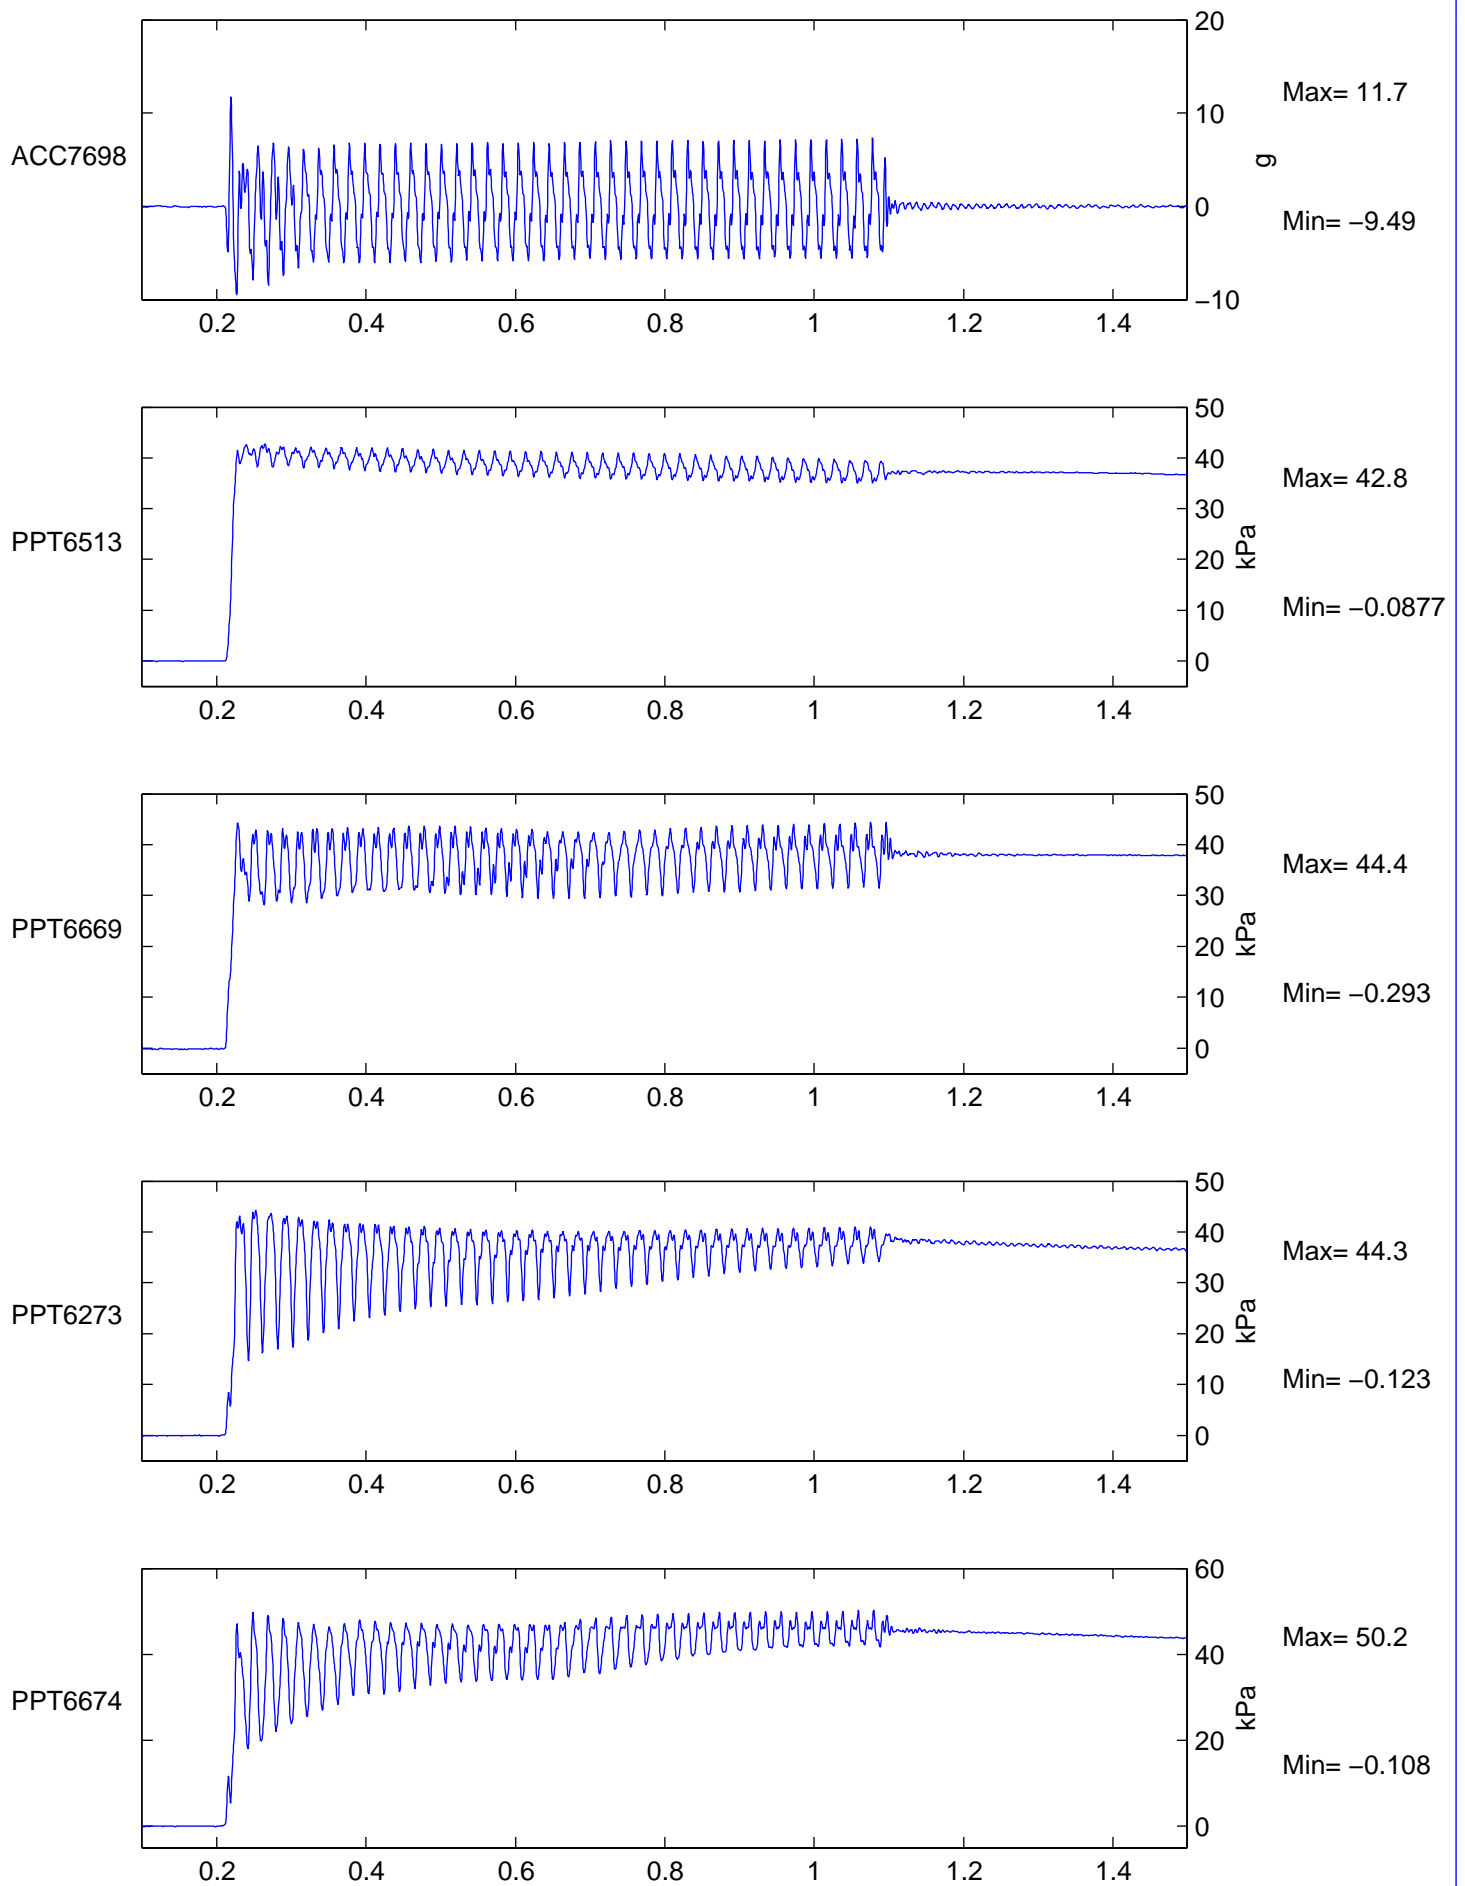 20
Max= 11.7
10
ACC7698
g
0
Min= −9.49
−10
0.2 0.4 0.6 0.8 1 1.2 1.4
50
40
Max= 42.8
30
PPT6513
kPa
20
10
Min= −0.0877
0
0.2 0.4 0.6 0.8 1 1.2 1.4
50
40
Max= 44.4
30
PPT6669
kPa
20
10
Min= −0.293
0
0.2 0.4 0.6 0.8 1 1.2 1.4
50
40
Max= 44.3
30
PPT6273
kPa
20
10
Min= −0.123
0
0.2 0.4 0.6 0.8 1 1.2 1.4
60
40
Max= 50.2
PPT6674
kPa
20
Min= −0.108
0
0.2 0.4 0.6 0.8 1 1.2 1.4